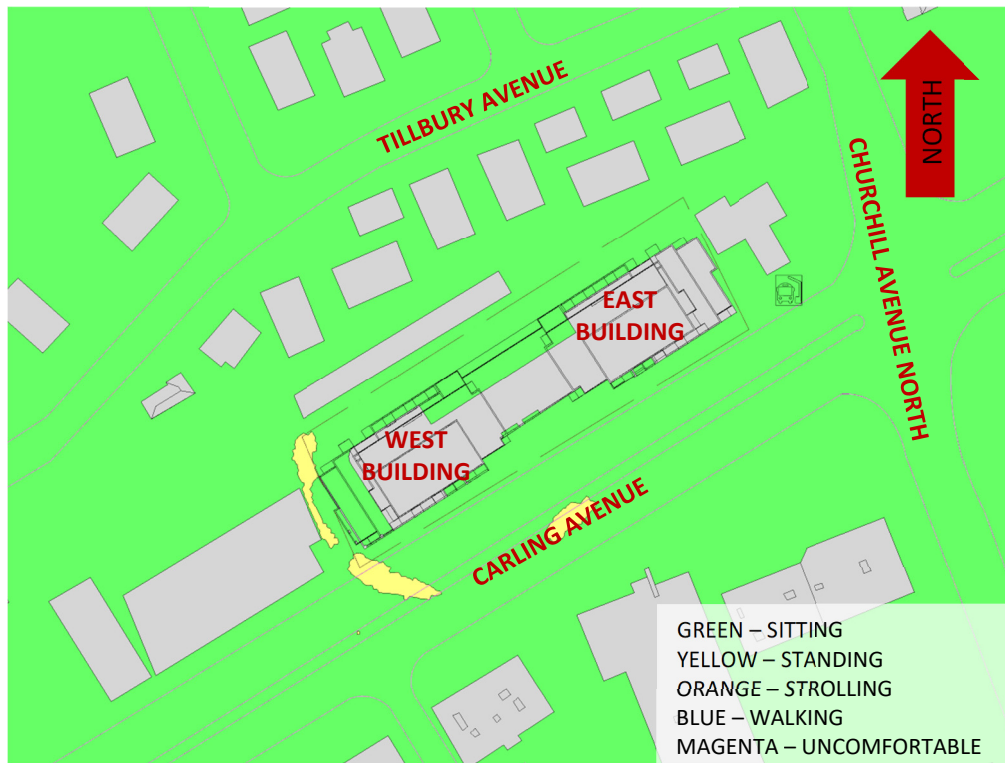 TILLBURY AVENUE
NORTH
CHURCHILL AVENUE NORTH
EAST
BUILDING
WEST
BUILDING
CARLING AVENUE
GREEN – SITTING
YELLOW – STANDING
ORANGE – STROLLING
BLUE – WALKING
MAGENTA – UNCOMFORTABLE